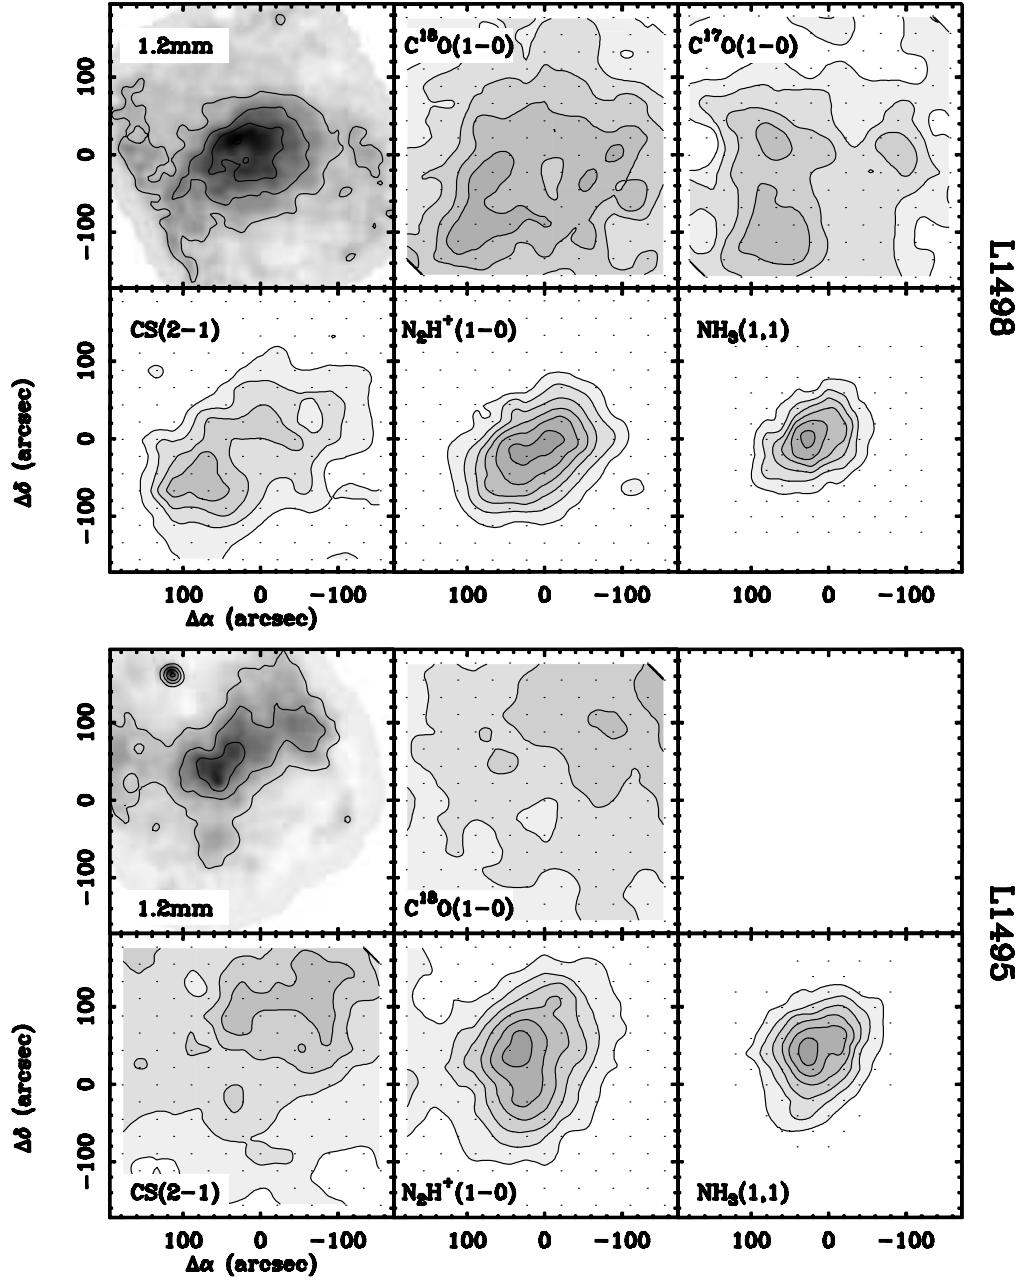 1.2mm
C¹⁸O(1-0)
C¹⁷O(1-0)
100
0
-100
L1498
CS(2-1)
N₂H⁺(1-0)
NH₃(1,1)
100
0
-100
Δδ (arcsec)
100 0 -100
100 0 -100
100 0 -100
Δα (arcsec)
100
0
-100
1.2mm
C¹⁸O(1-0)
L1495
100
0
-100
Δδ (arcsec)
CS(2-1)
N₂H⁺(1-0)
NH₃(1,1)
100 0 -100
100 0 -100
100 0 -100
Δα (arcsec)